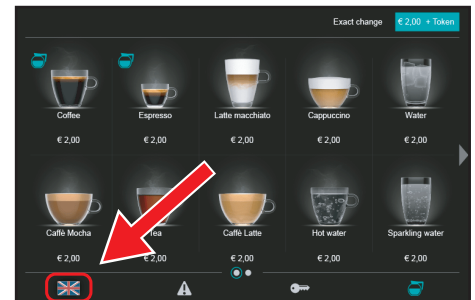 Exact change € 2,00 + Token
Coffee Espresso Latte macchiato Cappuccino Water
€ 2,00 € 2,00 € 2,00 € 2,00 € 2,00
Caffè Mocha Tea Caffè Latte Hot water Sparkling water
€ 2,00 € 2,00 € 2,00 € 2,00 € 2,00